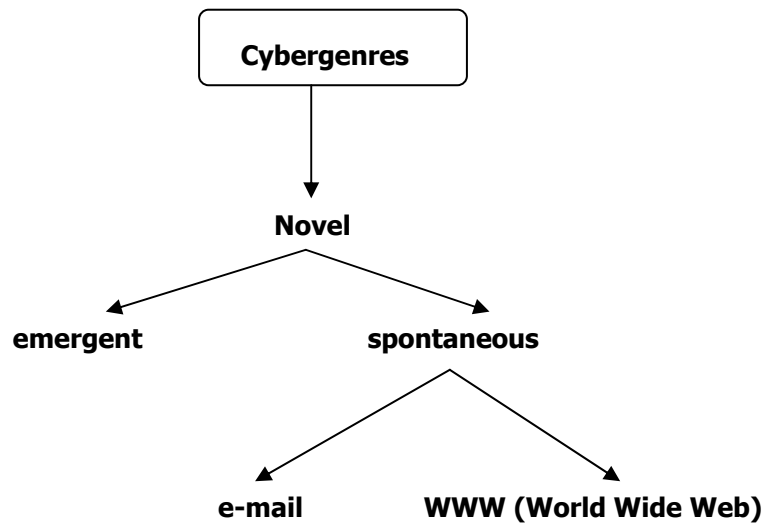 Cybergenres
Novel
emergent
spontaneous
e-mail
WWW (World Wide Web)